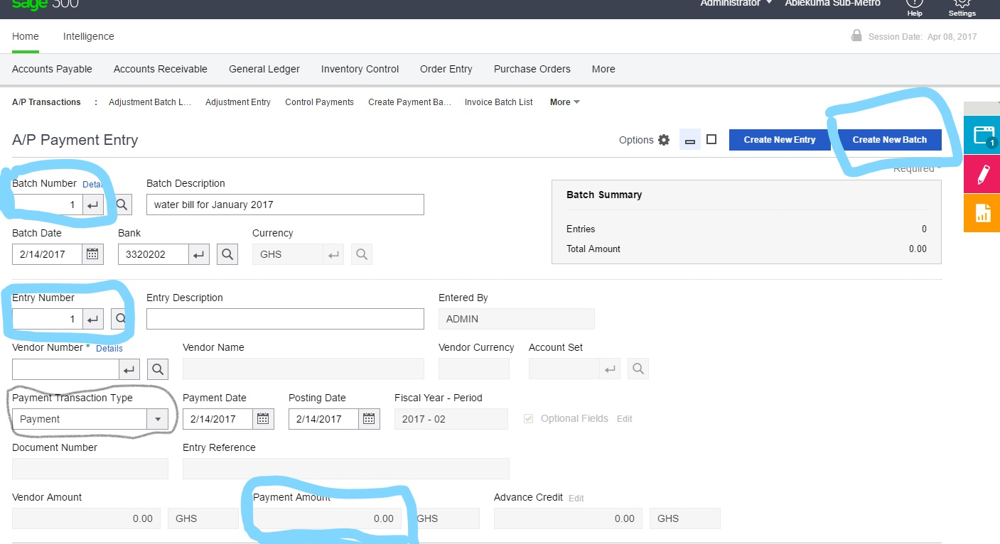 sage 300 Administrator Ablekuma Sub-Metro Help Settings
Home Intelligence Session Date: Apr 08, 2017
Accounts Payable Accounts Receivable General Ledger Inventory Control Order Entry Purchase Orders More
A/P Transactions : Adjustment Batch L... Adjustment Entry Control Payments Create Payment Ba... Invoice Batch List More
A/P Payment Entry Options Create New Entry Create New Batch
1
Required *
Batch Number Detai Batch Description
Batch Summary
1 water bill for January 2017
Batch Date Bank Currency
Entries 0
2/14/2017 3320202 GHS
Total Amount 0.00
Entry Number Entry Description Entered By
1 ADMIN
Vendor Number * Details Vendor Name Vendor Currency Account Set
Payment Transaction Type Payment Date Posting Date Fiscal Year - Period
Payment 2/14/2017 2/14/2017 2017 - 02 Optional Fields Edit
Document Number Entry Reference
Vendor Amount Payment Amount Advance Credit Edit
0.00 GHS 0.00 GHS 0.00 GHS